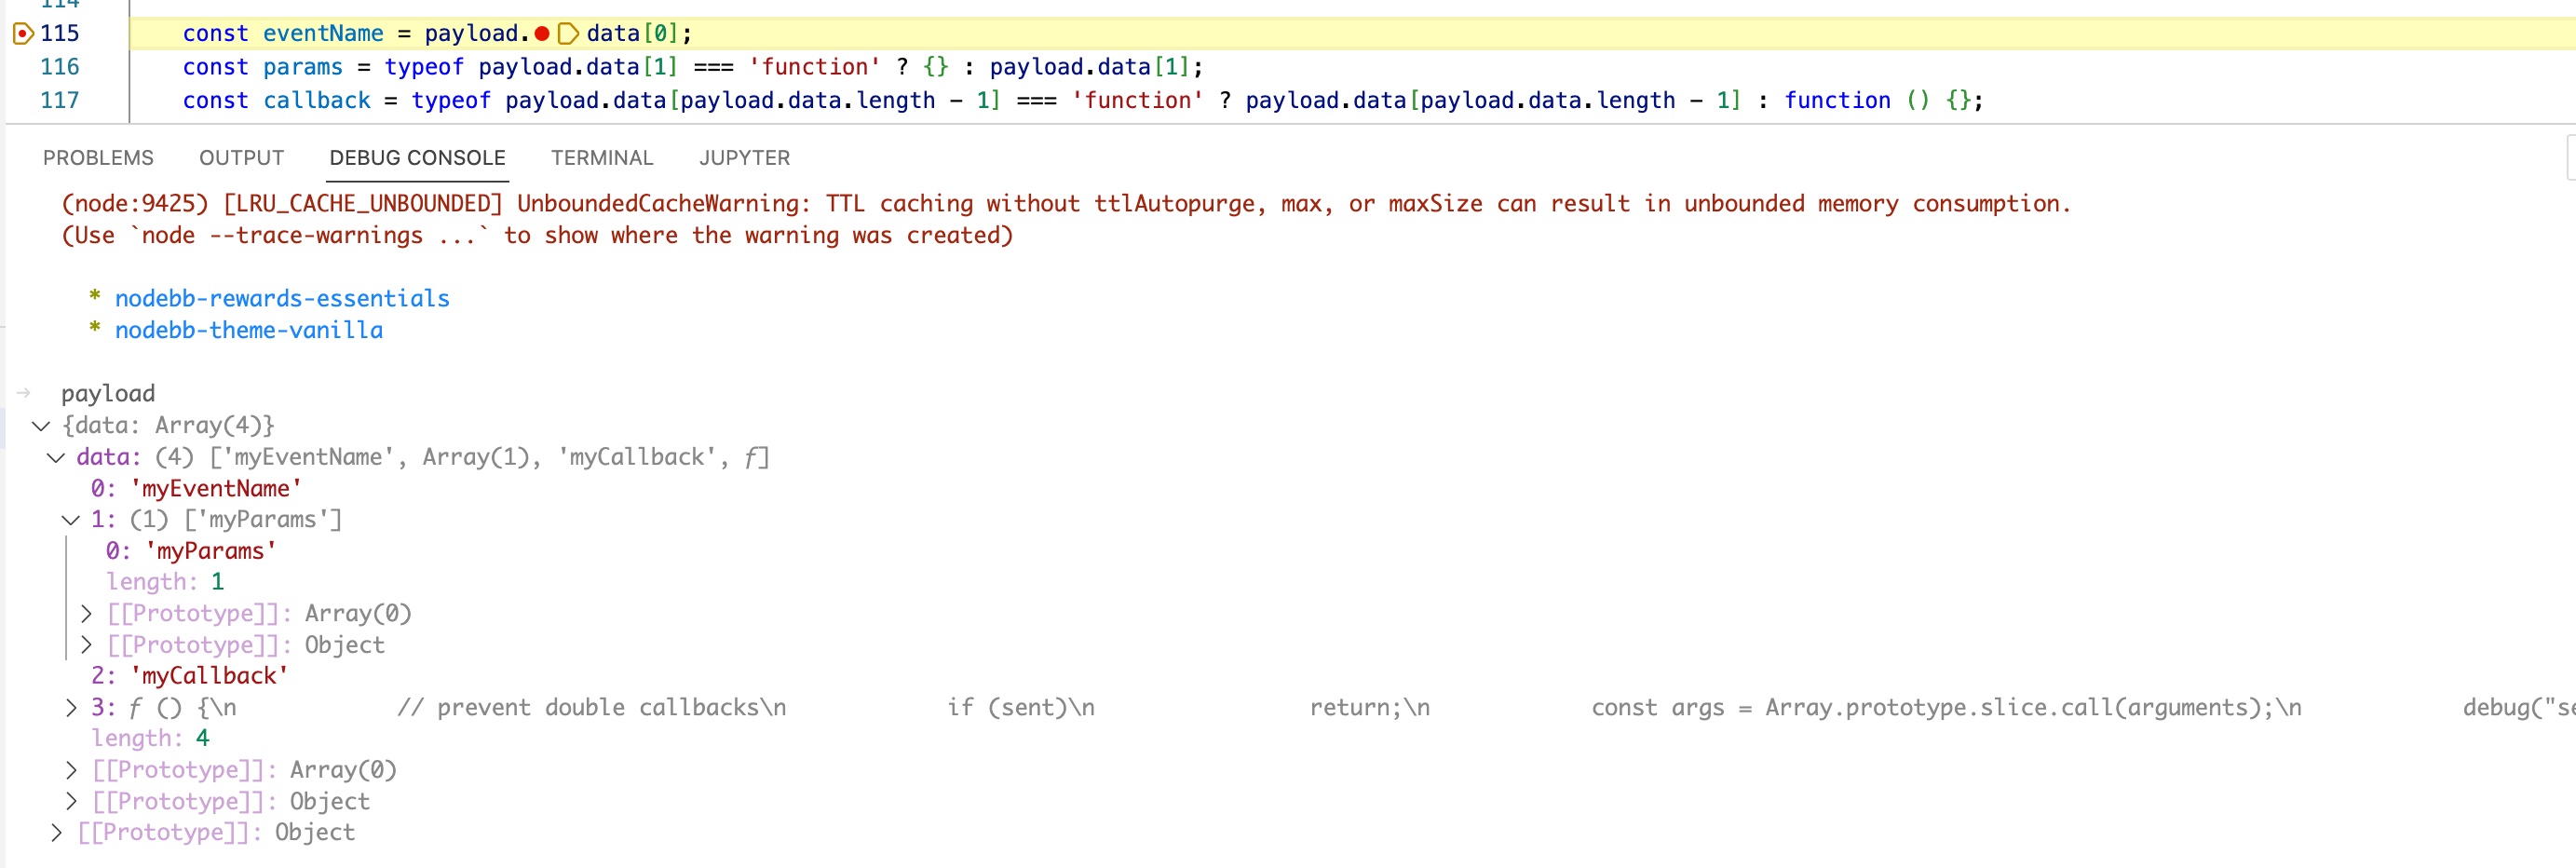 114
115 const eventName = payload.data[0];
116 const params = typeof payload.data[1] === 'function' ? {} : payload.data[1];
117 const callback = typeof payload.data[payload.data.length - 1] === 'function' ? payload.data[payload.data.length - 1] : function () {};
PROBLEMS OUTPUT DEBUG CONSOLE TERMINAL JUPYTER
(node:9425) [LRU_CACHE_UNBOUNDED] UnboundedCacheWarning: TTL caching without ttlAutopurge, max, or maxSize can result in unbounded memory consumption.
(Use `node --trace-warnings ...` to show where the warning was created)
* nodebb-rewards-essentials
* nodebb-theme-vanilla
payload
{data: Array(4)}
data: (4) ['myEventName', Array(1), 'myCallback', ƒ]
0: 'myEventName'
1: (1) ['myParams']
0: 'myParams'
length: 1
[[Prototype]]: Array(0)
[[Prototype]]: Object
2: 'myCallback'
3: ƒ () {\n // prevent double callbacks\n if (sent)\n return;\n const args = Array.prototype.slice.call(arguments);\n debug("se
length: 4
[[Prototype]]: Array(0)
[[Prototype]]: Object
[[Prototype]]: Object